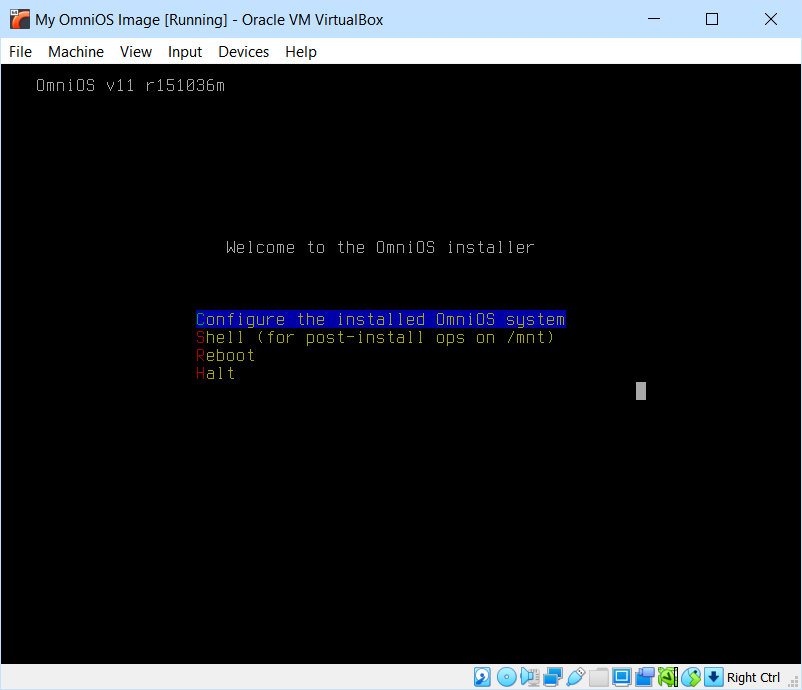 My OmniOS Image [Running] - Oracle VM VirtualBox
File Machine View Input Devices Help
OmniOS v11 r151036m
Welcome to the OmniOS installer
Configure the installed OmniOS system
Shell (for post-install ops on /mnt)
Reboot
Halt
Right Ctrl